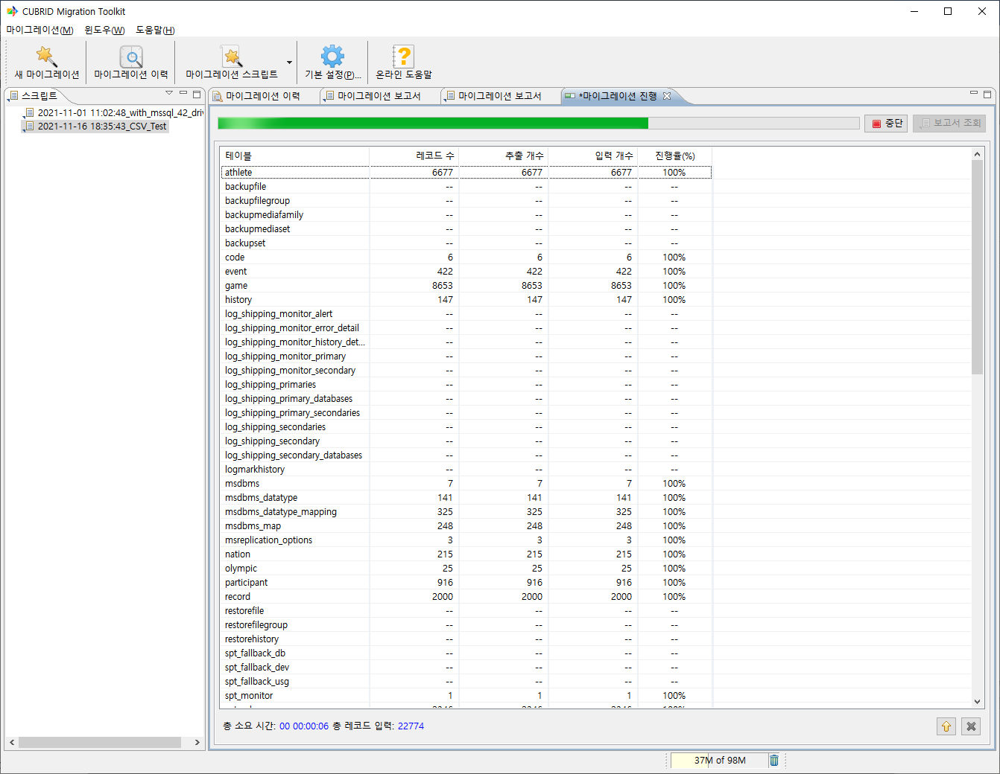 CUBRID Migration Toolkit
마이그레이션(M) 윈도우(W) 도움말(H)
새 마이그레이션 마이그레이션 이력 마이그레이션 스크립트 기본 설정(P)... 온라인 도움말
스크립트
2021-11-01 11:02:48_with_mssql_42_driv
2021-11-16 18:35:43_CSV_Test
마이그레이션 이력 마이그레이션 보고서 마이그레이션 보고서 *마이그레이션 진행
중단 보고서 조회
테이블 레코드 수 추출 개수 입력 개수 진행율(%)
athlete 6677 6677 6677 100%
backupfile -- -- -- --
backupfilegroup -- -- -- --
backupmediafamily -- -- -- --
backupmediaset -- -- -- --
backupset -- -- -- --
code 6 6 6 100%
event 422 422 422 100%
game 8653 8653 8653 100%
history 147 147 147 100%
log_shipping_monitor_alert -- -- -- --
log_shipping_monitor_error_detail -- -- -- --
log_shipping_monitor_history_det... -- -- -- --
log_shipping_monitor_primary -- -- -- --
log_shipping_monitor_secondary -- -- -- --
log_shipping_primaries -- -- -- --
log_shipping_primary_databases -- -- -- --
log_shipping_primary_secondaries -- -- -- --
log_shipping_secondaries -- -- -- --
log_shipping_secondary -- -- -- --
log_shipping_secondary_databases -- -- -- --
logmarkhistory -- -- -- --
msdbms 7 7 7 100%
msdbms_datatype 141 141 141 100%
msdbms_datatype_mapping 325 325 325 100%
msdbms_map 248 248 248 100%
msreplication_options 3 3 3 100%
nation 215 215 215 100%
olympic 25 25 25 100%
participant 916 916 916 100%
record 2000 2000 2000 100%
restorefile -- -- -- --
restorefilegroup -- -- -- --
restorehistory -- -- -- --
spt_fallback_db -- -- -- --
spt_fallback_dev -- -- -- --
spt_fallback_usg -- -- -- --
spt_monitor 1 1 1 100%
총 소요 시간: 00 00:00:06 총 레코드 입력: 22774
37M of 98M